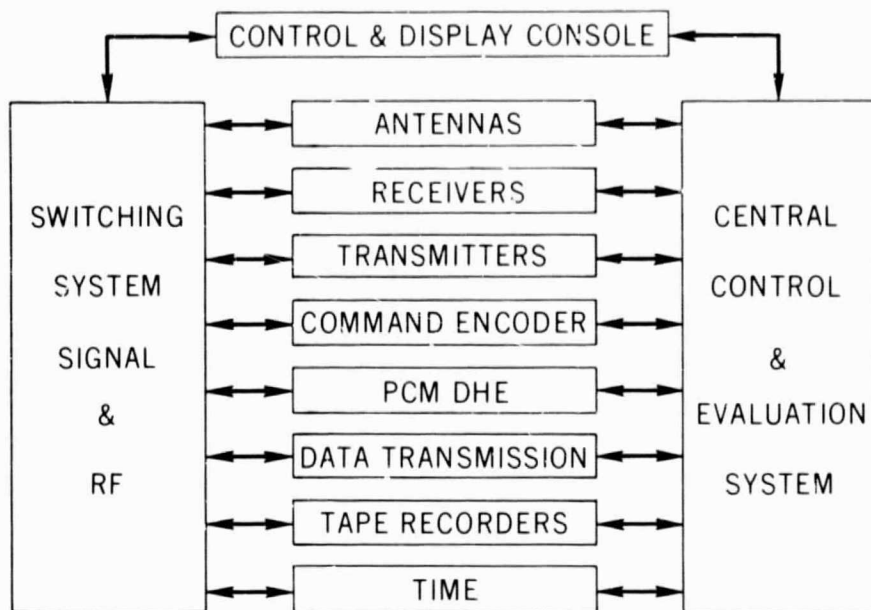 CONTROL & DISPLAY CONSOLE
SWITCHING
SYSTEM
SIGNAL
&
RF
ANTENNAS
RECEIVERS
TRANSMITTERS
COMMAND ENCODER
PCM DHE
DATA TRANSMISSION
TAPE RECORDERS
TIME
CENTRAL
CONTROL
&
EVALUATION
SYSTEM